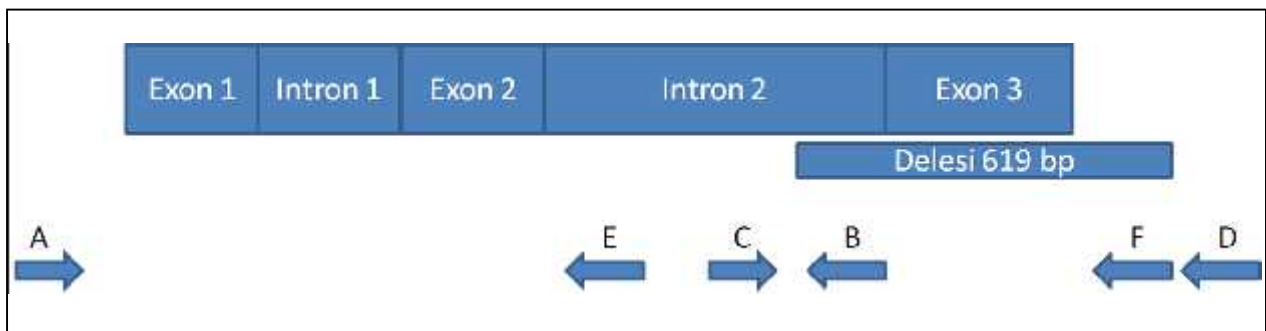 Exon 1 Intron 1 Exon 2 Intron 2 Exon 3
Delesi 619 bp
A E C B F D